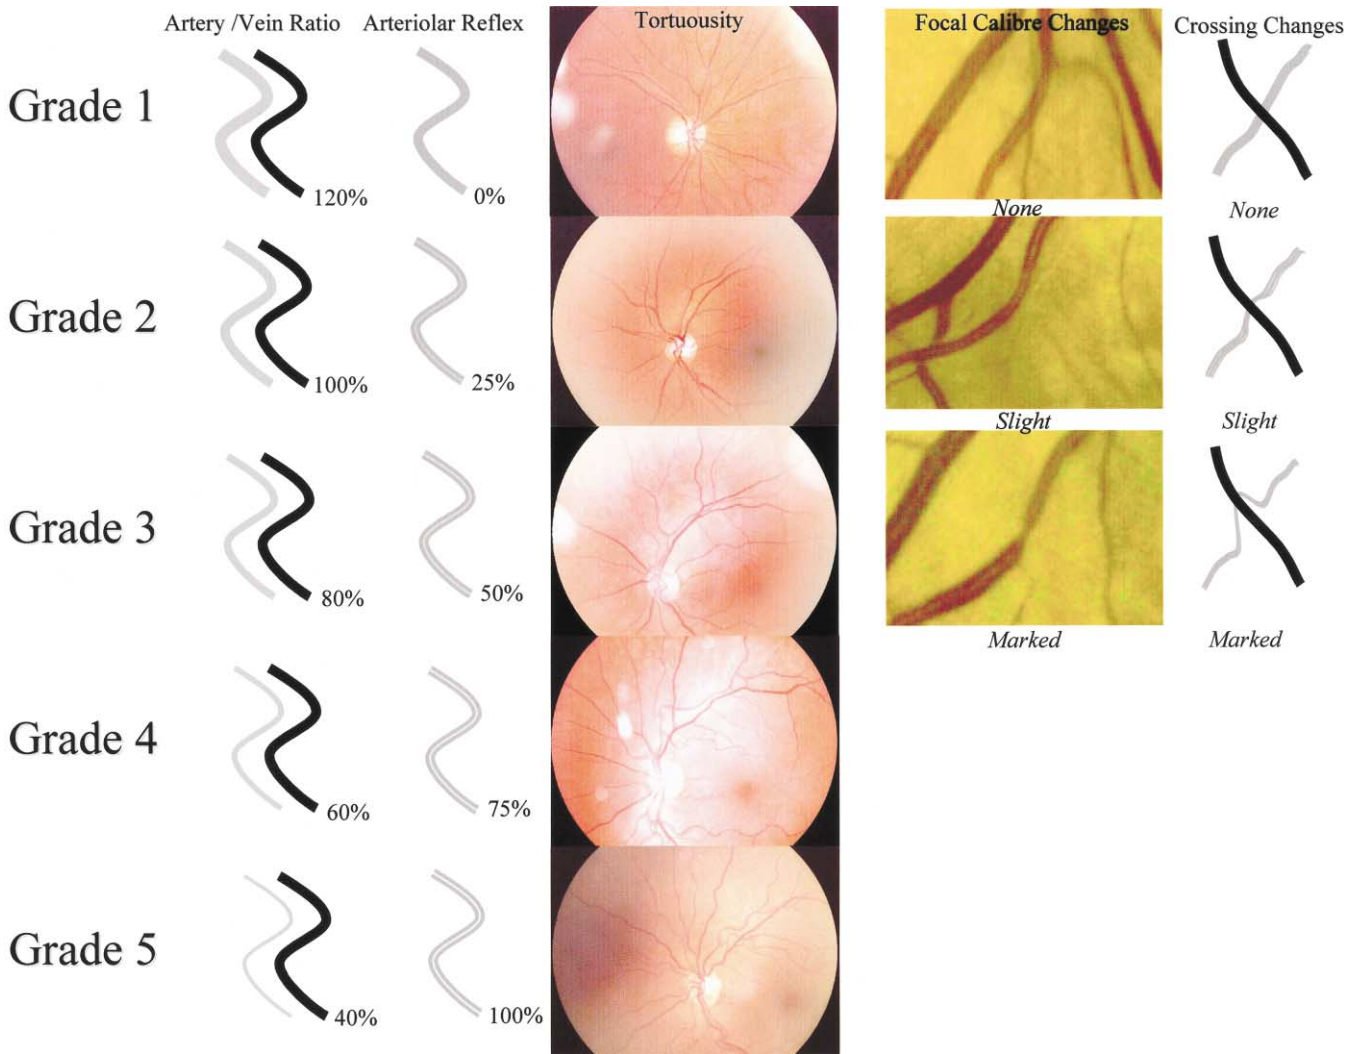 Artery /Vein Ratio
Arteriolar Reflex
Tortuousity
Focal Calibre Changes
Crossing Changes
Grade 1
120%
0%
None
None
Grade 2
100%
25%
Slight
Slight
Grade 3
80%
50%
Marked
Marked
Grade 4
60%
75%
Grade 5
40%
100%